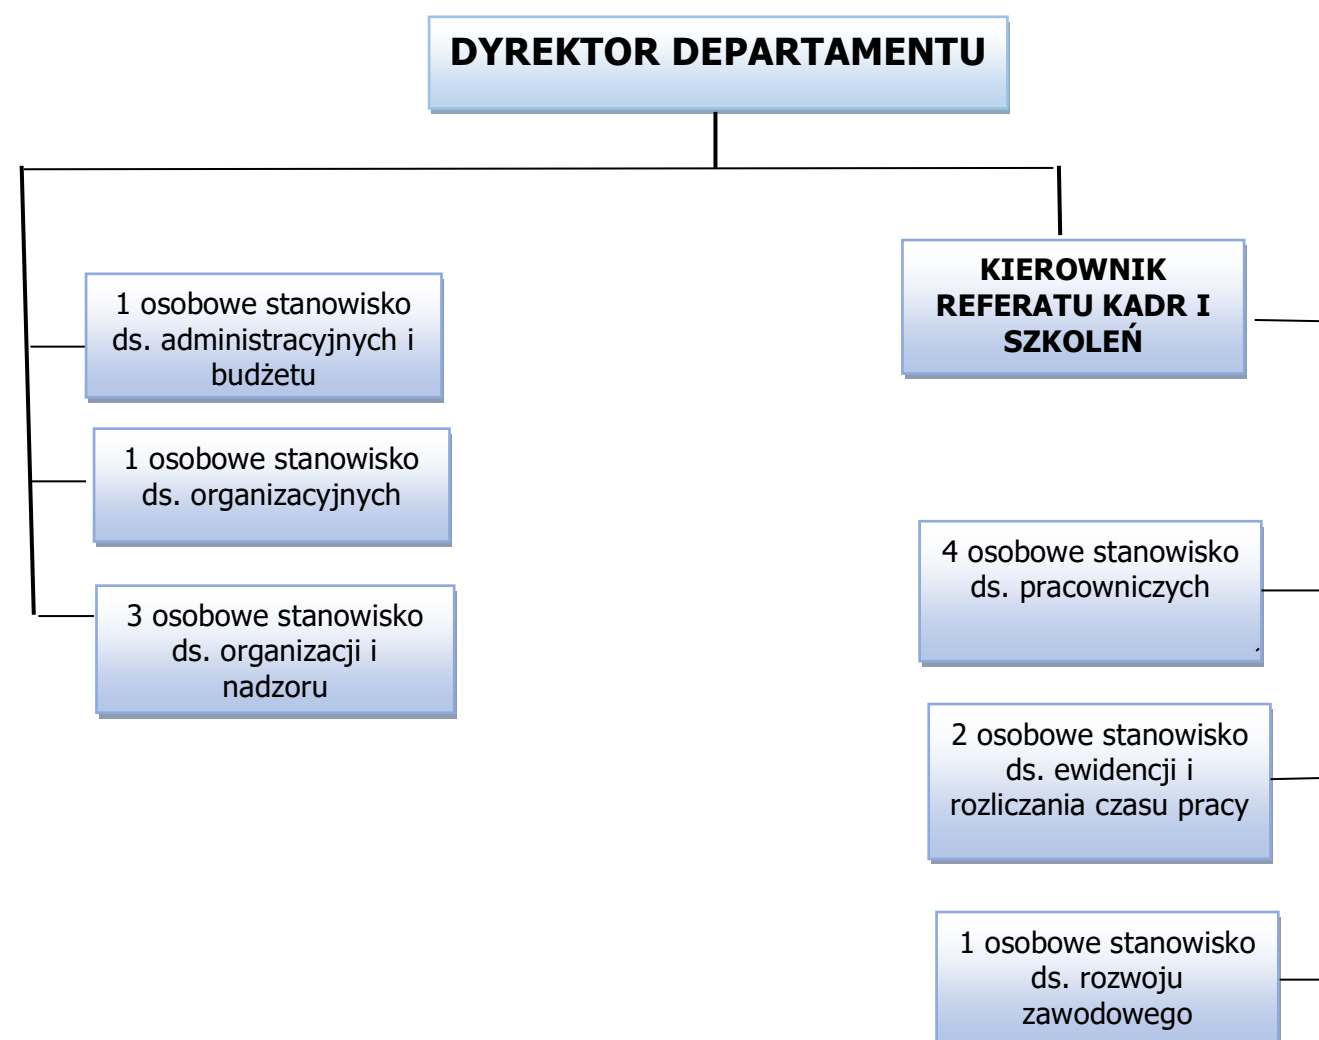 DYREKTOR DEPARTAMENTU
1 osobowe stanowisko
ds. administracyjnych i
budżetu
1 osobowe stanowisko
ds. organizacyjnych
3 osobowe stanowisko
ds. organizacji i
nadzoru
KIEROWNIK
REFERATU KADR I
SZKOLEŃ
4 osobowe stanowisko
ds. pracowniczych
2 osobowe stanowisko
ds. ewidencji i
rozliczania czasu pracy
1 osobowe stanowisko
ds. rozwoju
zawodowego